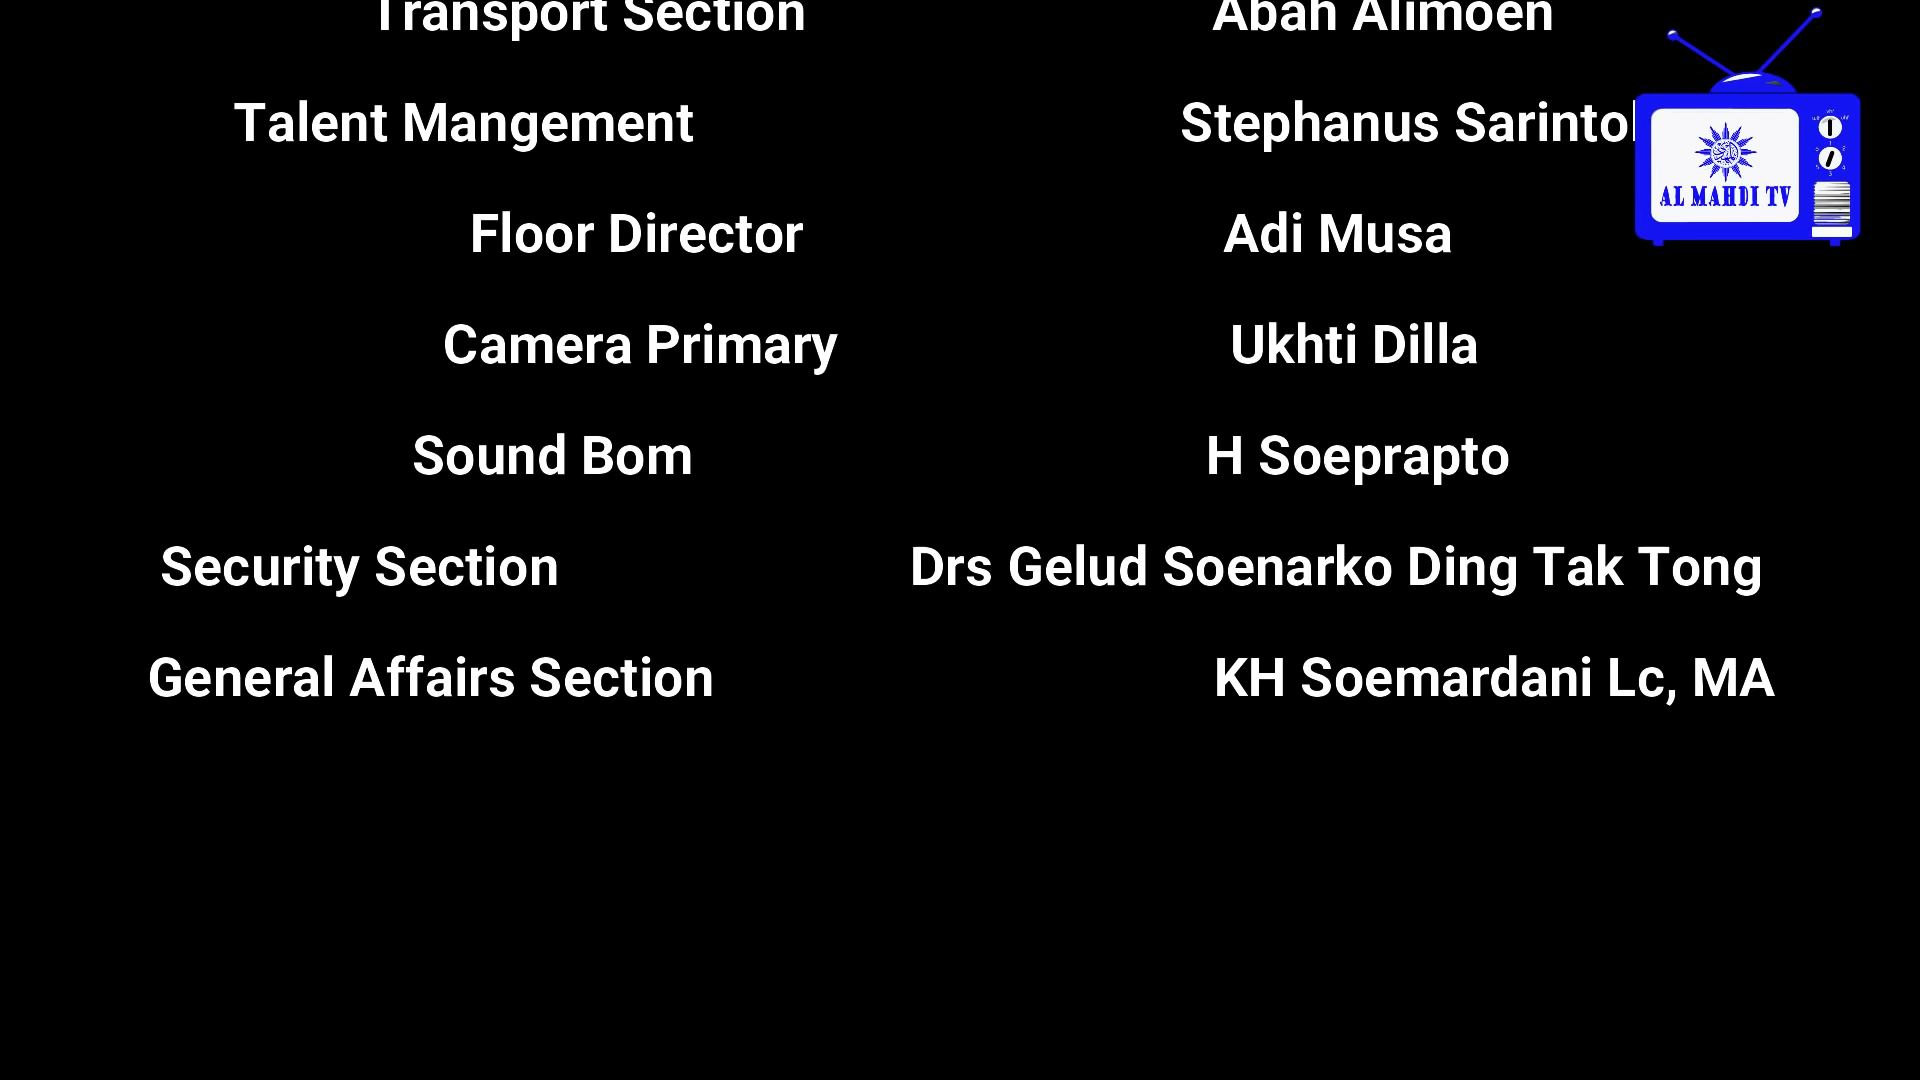 Transport Section Abah Alimoen
Talent Mangement Stephanus
Floor Director Adi Musa
Camera Primary Ukhti Dilla
Sound Bom H Soeprapto
Security Section Drs Gelud Soenarko Ding Tak Tong
General Affairs Section KH Soemardani Lc, MA
AL MAHDI TV